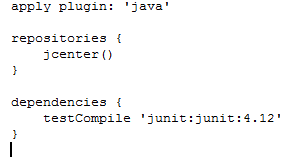 apply plugin: 'java'
repositories {
    jcenter()
}
dependencies {
    testCompile 'junit:junit:4.12'
}